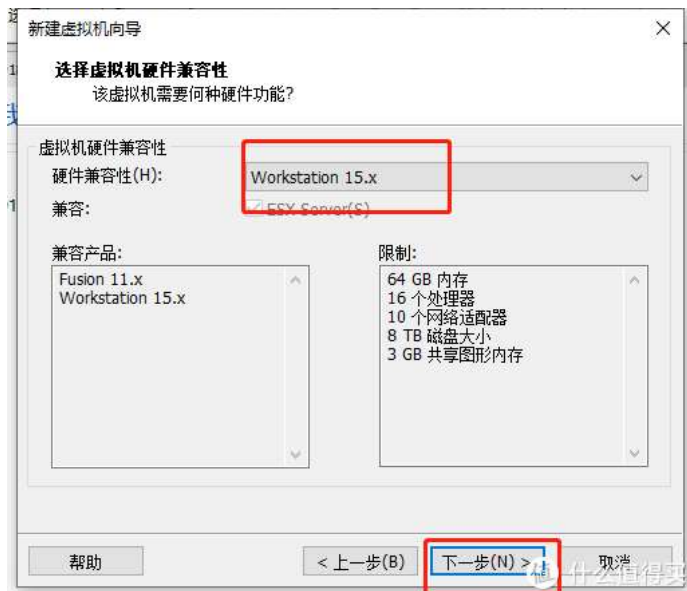 新建虚拟机向导
选择虚拟机硬件兼容性
该虚拟机需要何种硬件功能?
虚拟机硬件兼容性
硬件兼容性(H):
Workstation 15.x
兼容:
ESX Server(S)
兼容产品:
Fusion 11.x
Workstation 15.x
限制:
64 GB 内存
16 个处理器
10 个网络适配器
8 TB 磁盘大小
3 GB 共享图形内存
帮助
< 上一步(B)
下一步(N) >
取消
值 什么值得买